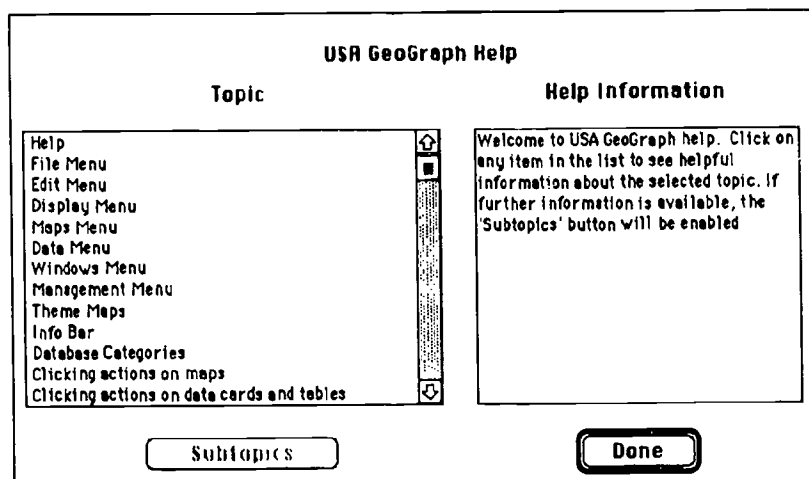 USA GeoGraph Help
Topic
Help Information
Help
File Menu
Edit Menu
Display Menu
Maps Menu
Data Menu
Windows Menu
Management Menu
Theme Maps
Info Bar
Database Categories
Clicking actions on maps
Clicking actions on data cards and tables
Welcome to USA GeoGraph help. Click on
any item in the list to see helpful
information about the selected topic. If
further information is available, the
'Subtopics' button will be enabled
Subtopics
Done